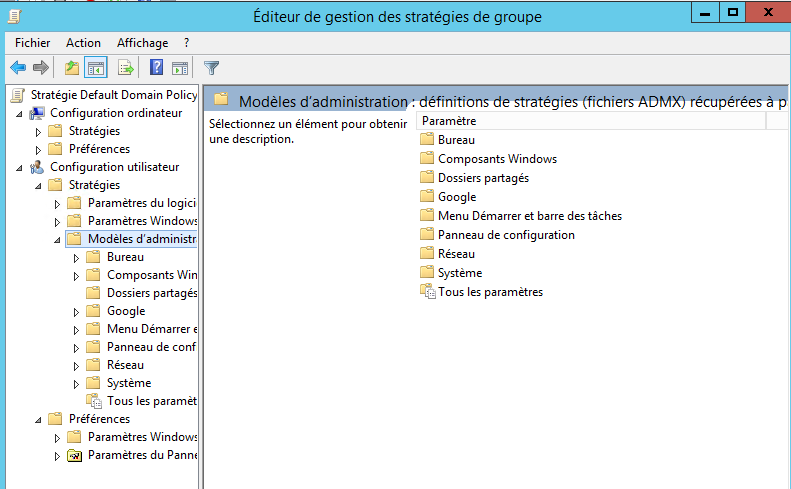 Éditeur de gestion des stratégies de groupe
X
Fichier Action Affichage ?
?
Stratégie Default Domain Policy
Configuration ordinateur
Stratégies
Préférences
Configuration utilisateur
Stratégies
Paramètres du logici
Paramètres Windows
Modèles d'administra
Bureau
Composants Win
Dossiers partagés
Google
Menu Démarrer e
Panneau de conf
Réseau
Système
Tous les paramèt
Préférences
Paramètres Windows
Paramètres du Panne
Modèles d'administration : définitions de stratégies (fichiers ADMX) récupérées à p
Sélectionnez un élément pour obtenir
une description.
Paramètre
Bureau
Composants Windows
Dossiers partagés
Google
Menu Démarrer et barre des tâches
Panneau de configuration
Réseau
Système
Tous les paramètres